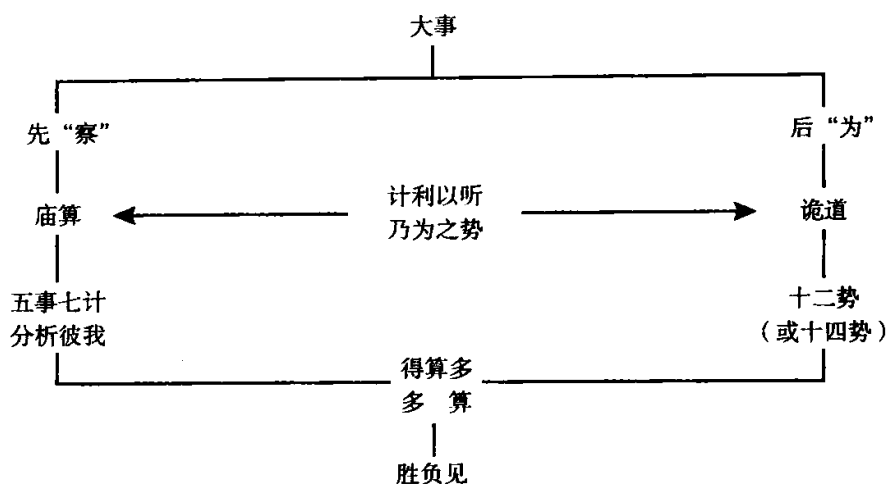 大事
先“察”
后“为”
庙算
计利以听
乃为之势
诡道
五事七计
分析彼我
十二势
（或十四势）
得算多
多 算
胜负见